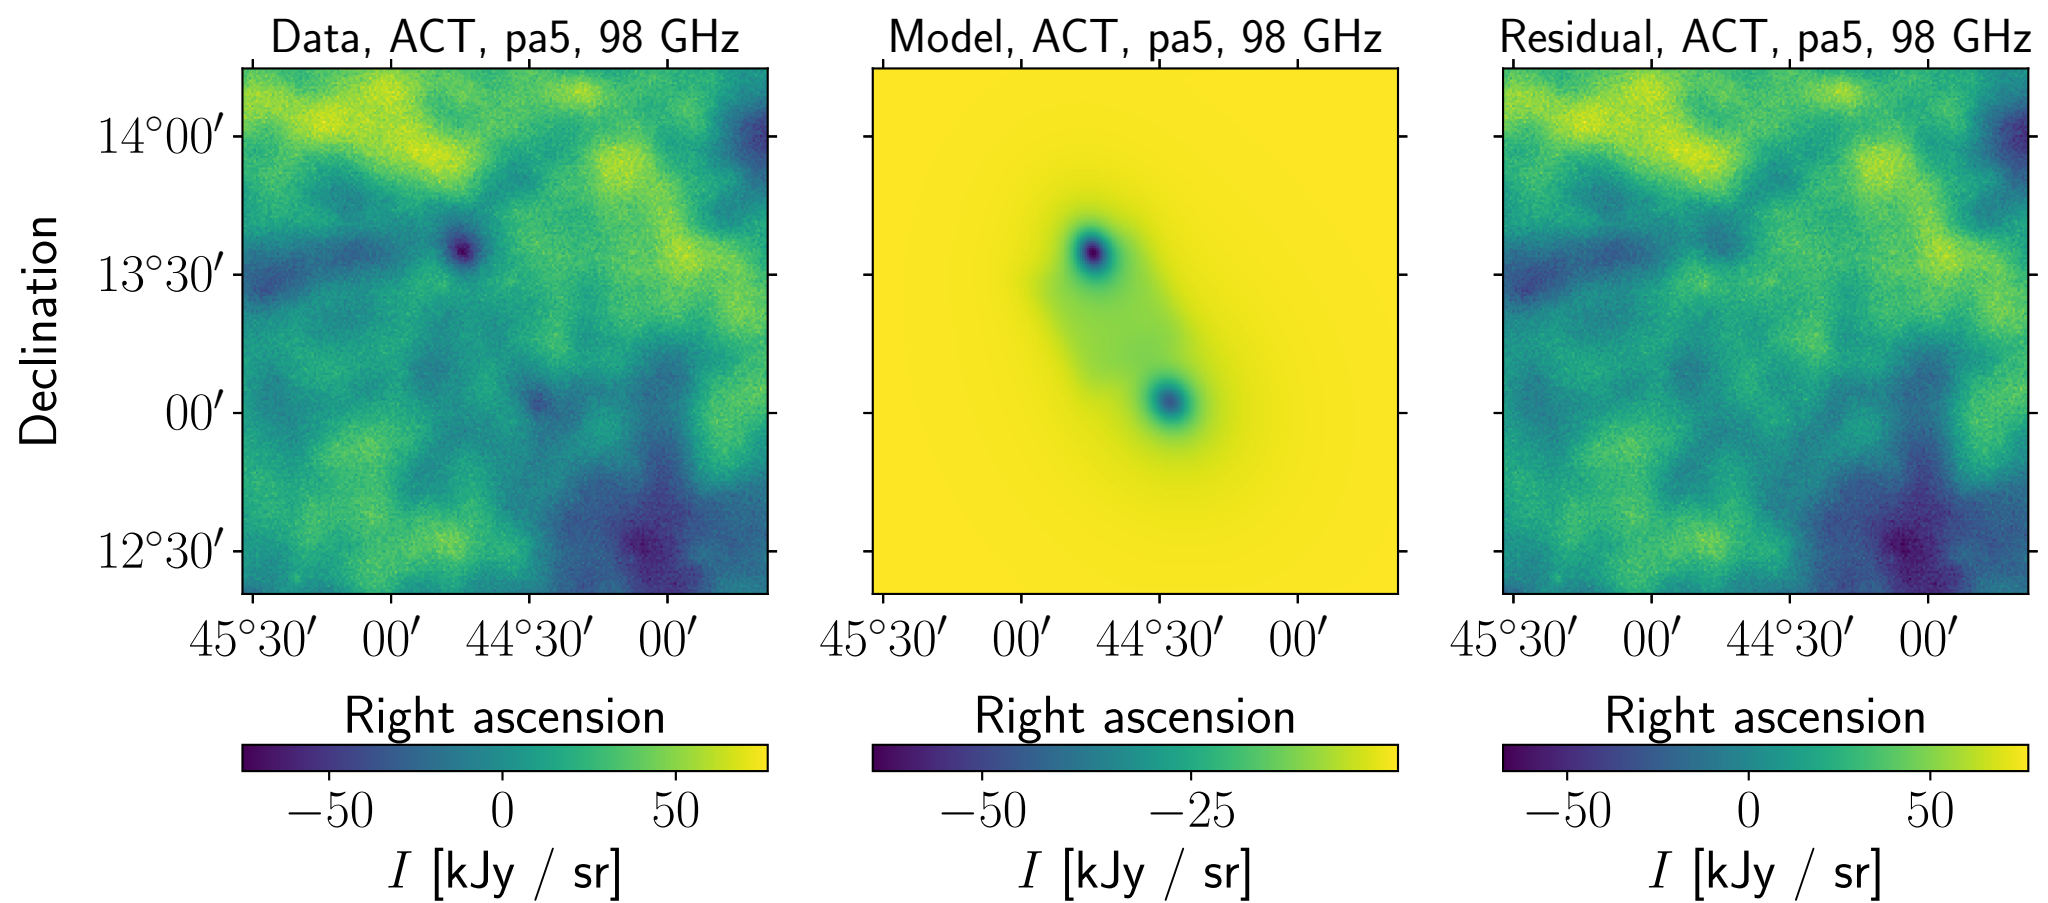 Data, ACT, pa5, 98 GHz
Model, ACT, pa5, 98 GHz
Residual, ACT, pa5, 98 GHz
Declination
14°00′
13°30′
00′
12°30′
45°30′ 00′ 44°30′ 00′
45°30′ 00′ 44°30′ 00′
45°30′ 00′ 44°30′ 00′
Right ascension
Right ascension
Right ascension
−50 0 50
−50 −25
−50 0 50
I [kJy / sr]
I [kJy / sr]
I [kJy / sr]